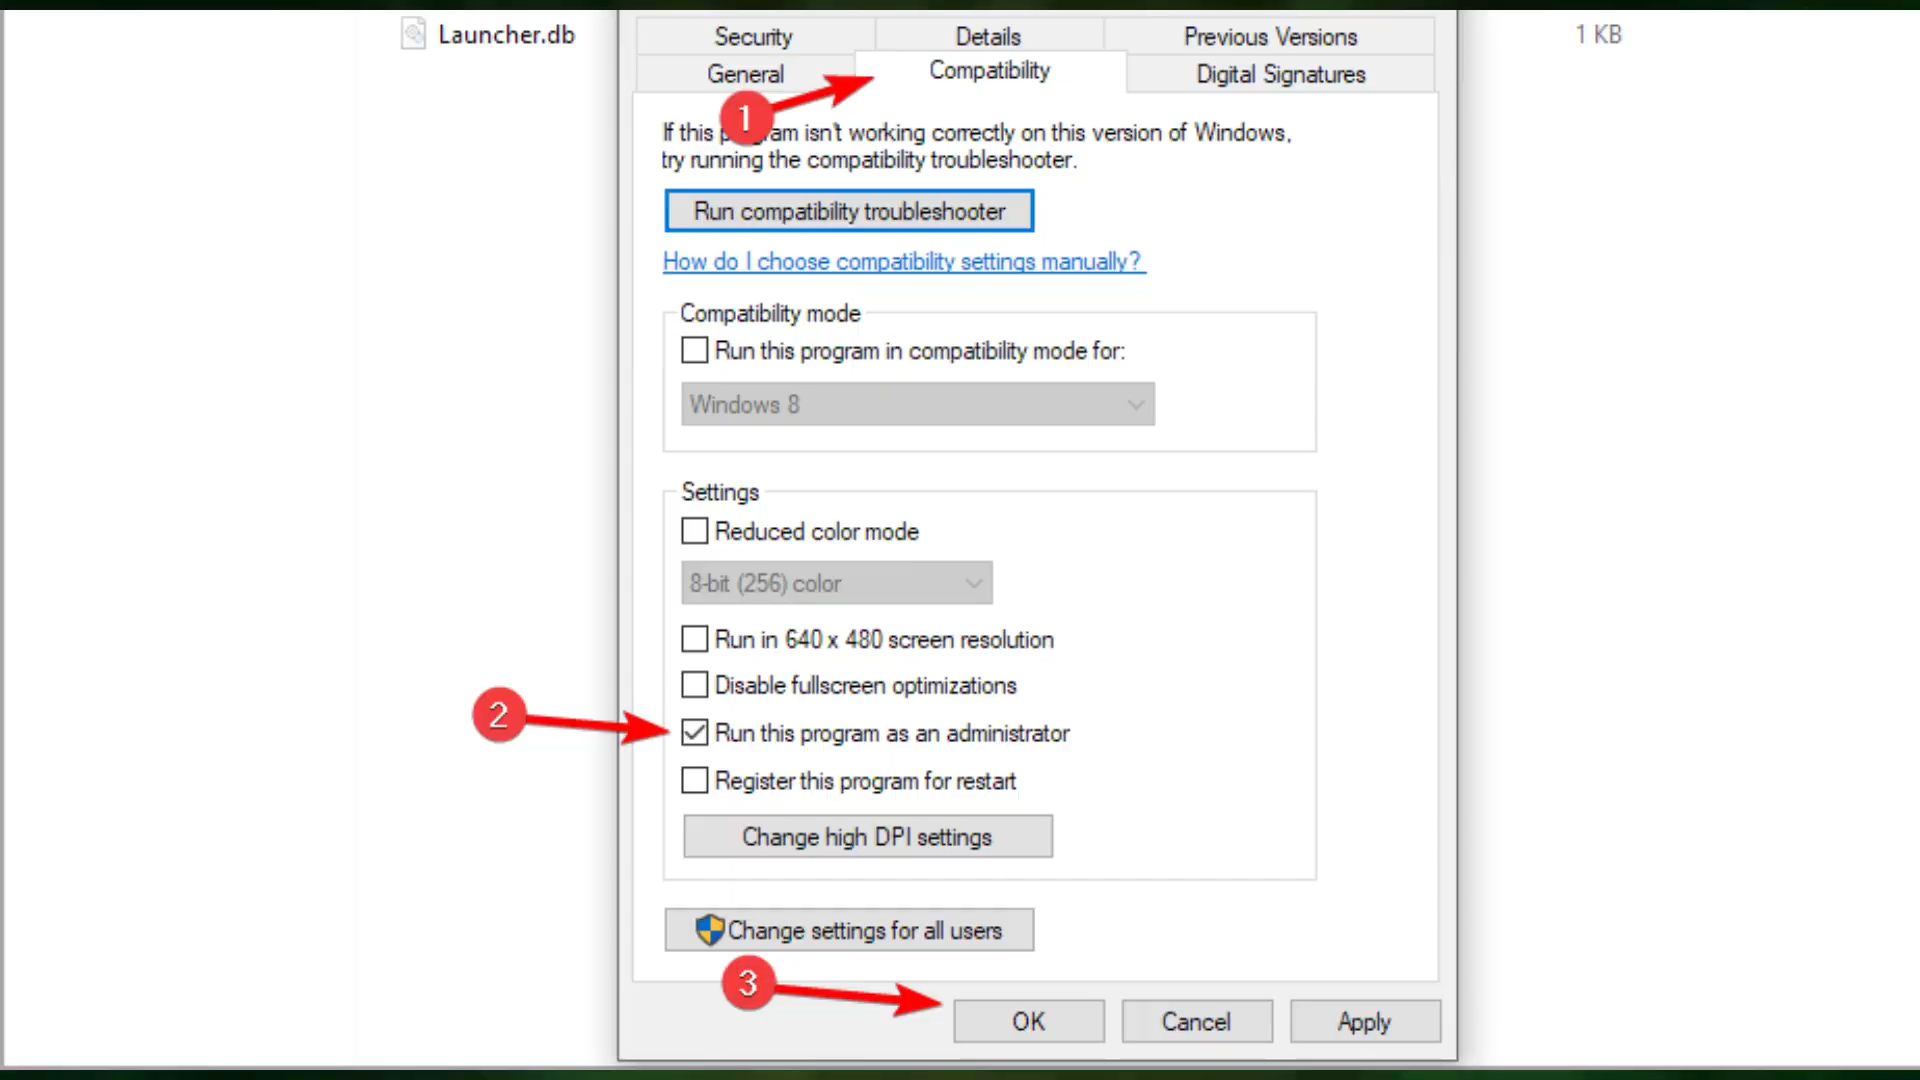 Launcher.db
1 KB
Security
Details
Previous Versions
General
Compatibility
Digital Signatures
1
If this am isn't working correctly on this version of Windows,
try running the compatibility troubleshooter.
Run compatibility troubleshooter
How do I choose compatibility settings manually?
Compatibility mode
Run this program in compatibility mode for:
Windows 8
Settings
Reduced color mode
8-bit (256) color
Run in 640 x 480 screen resolution
Disable fullscreen optimizations
2
Run this program as an administrator
Register this program for restart
Change high DPI settings
Change settings for all users
3
OK
Cancel
Apply